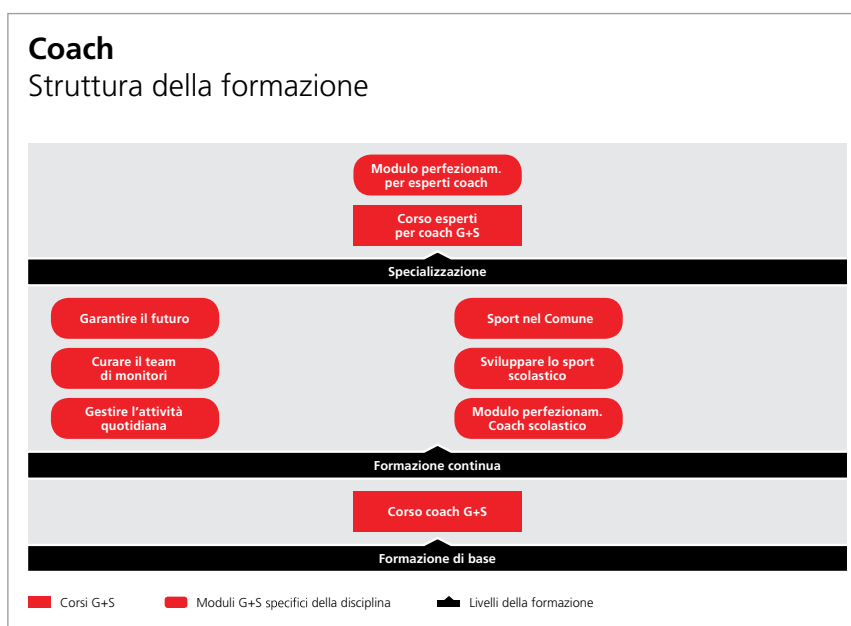 Coach
Struttura della formazione
Modulo perfezionam.
per esperti coach
Corso esperti
per coach G+S
Specializzazione
Garantire il futuro
Sport nel Comune
Curare il team
di monitori
Sviluppare lo sport
scolastico
Gestire l'attività
quotidiana
Modulo perfezionam.
Coach scolastico
Formazione continua
Corso coach G+S
Formazione di base
Corsi G+S
Moduli G+S specifici della disciplina
Livelli della formazione